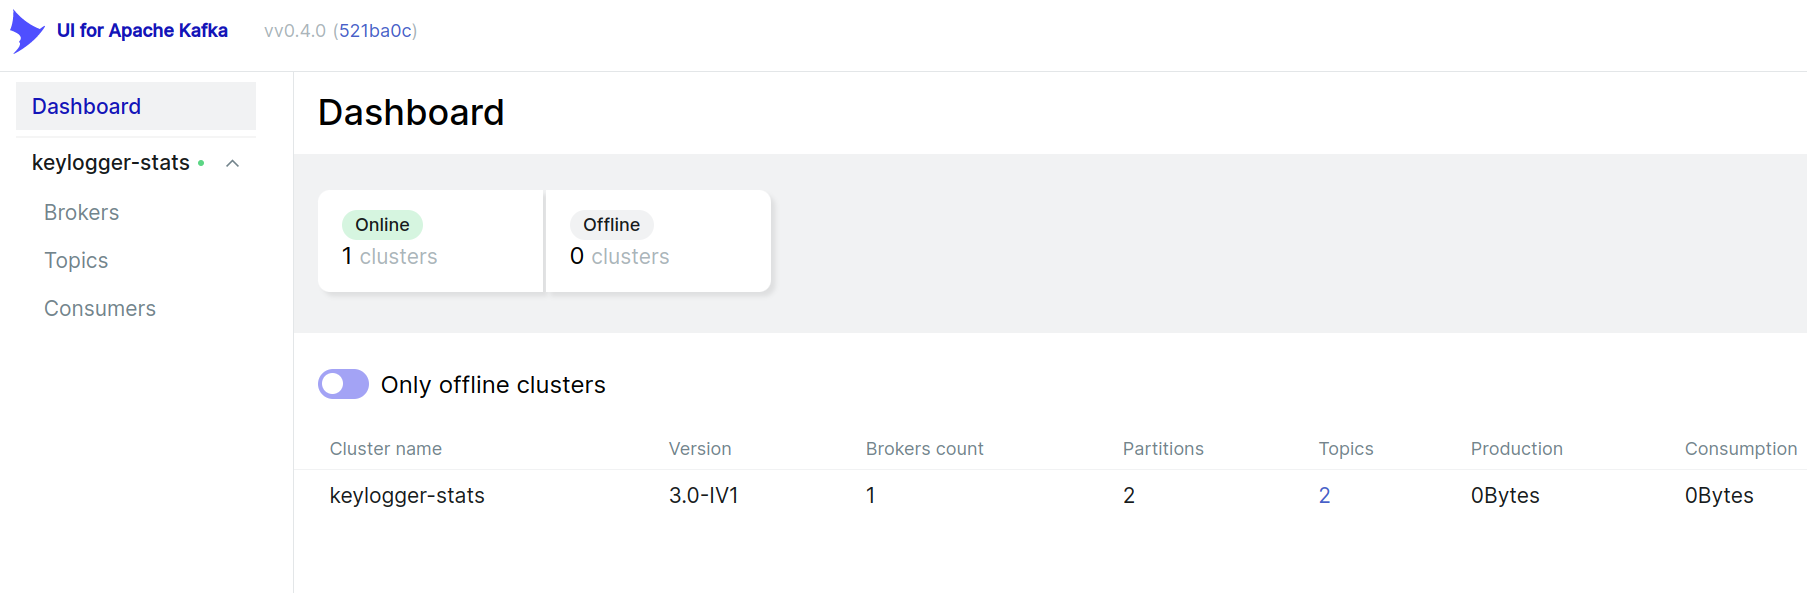 UI for Apache Kafka vv0.4.0 (521ba0c)
Dashboard
keylogger-stats
Brokers
Topics
Consumers
Dashboard
Online
1 clusters
Offline
0 clusters
Only offline clusters
Cluster name Version Brokers count Partitions Topics Production Consumption
keylogger-stats 3.0-IV1 1 2 2 0Bytes 0Bytes